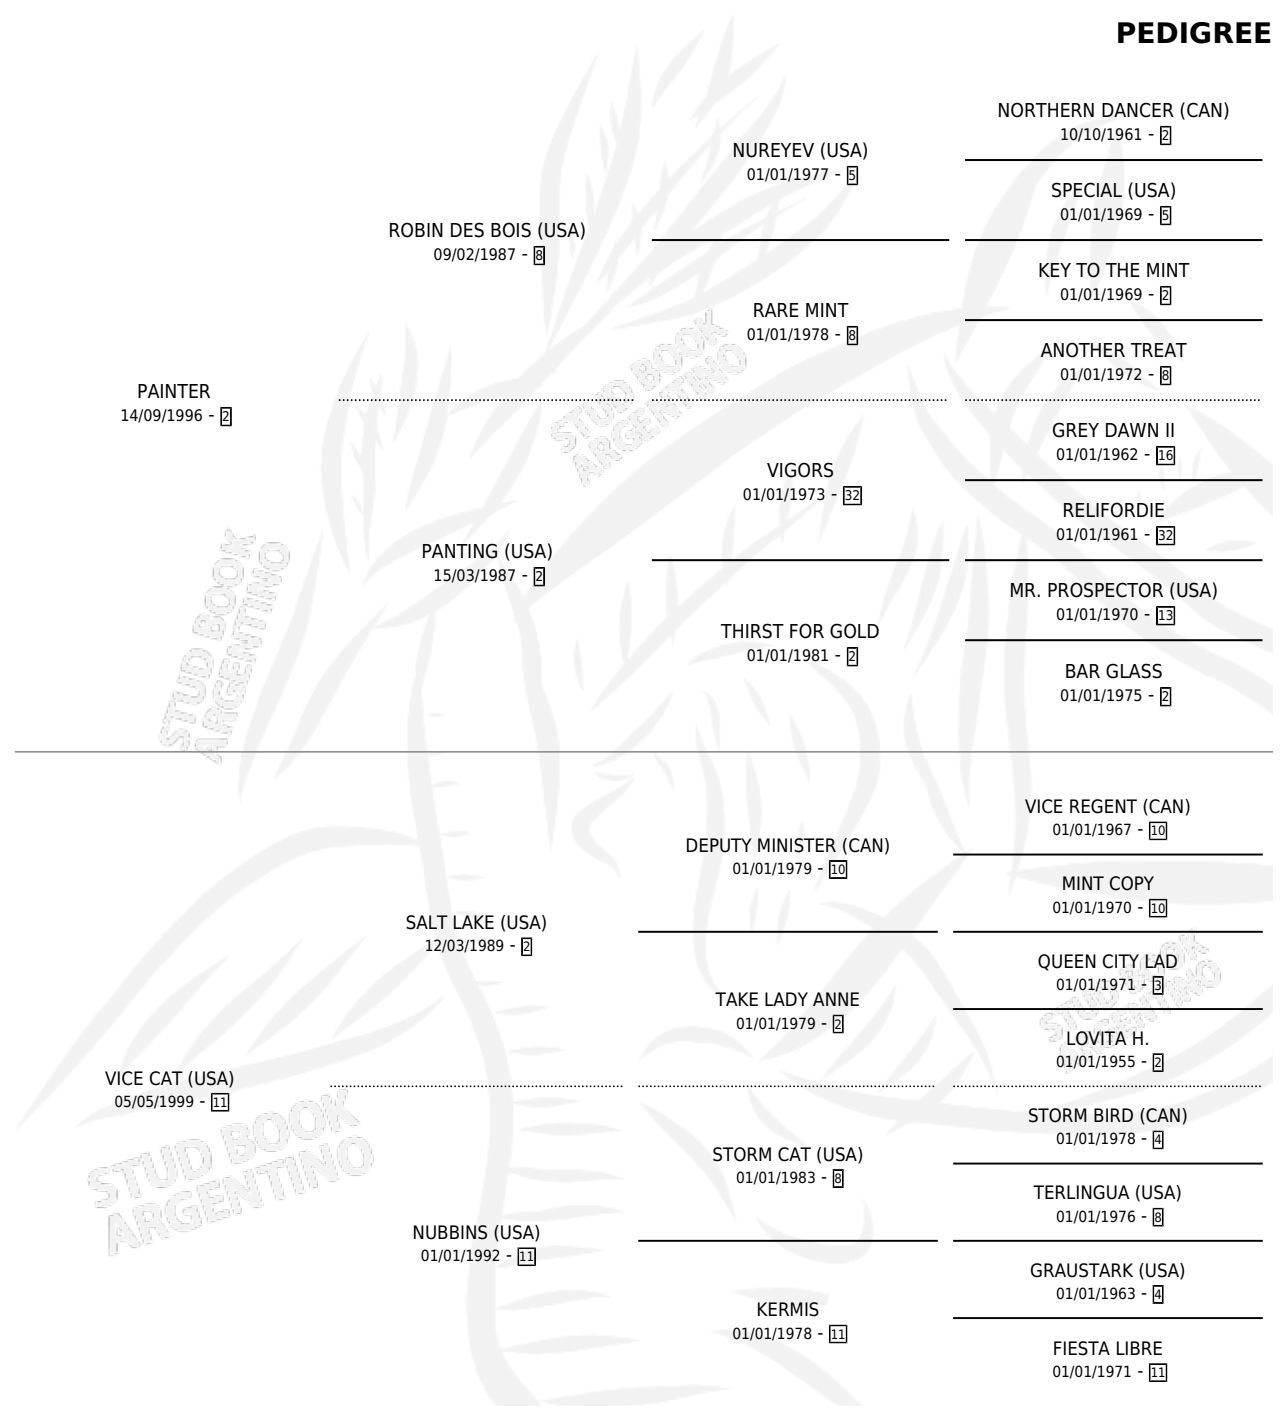 PEDIGREE
NORTHERN DANCER (CAN)
10/10/1961 - 2
NUREYEV (USA)
01/01/1977 - 5
SPECIAL (USA)
01/01/1969 - 5
ROBIN DES BOIS (USA)
09/02/1987 - 8
KEY TO THE MINT
01/01/1969 - 2
RARE MINT
01/01/1978 - 8
ANOTHER TREAT
01/01/1972 - 8
PAINTER
14/09/1996 - 2
GREY DAWN II
01/01/1962 - 16
VIGORS
01/01/1973 - 32
RELIFORDIE
01/01/1961 - 32
PANTING (USA)
15/03/1987 - 2
MR. PROSPECTOR (USA)
01/01/1970 - 13
THIRST FOR GOLD
01/01/1981 - 2
BAR GLASS
01/01/1975 - 2
VICE REGENT (CAN)
01/01/1967 - 10
DEPUTY MINISTER (CAN)
01/01/1979 - 10
MINT COPY
01/01/1970 - 10
SALT LAKE (USA)
12/03/1989 - 2
QUEEN CITY LAD
01/01/1971 - 3
TAKE LADY ANNE
01/01/1979 - 2
LOVITA H.
01/01/1955 - 2
VICE CAT (USA)
05/05/1999 - 11
STORM BIRD (CAN)
01/01/1978 - 4
STORM CAT (USA)
01/01/1983 - 8
TERLINGUA (USA)
01/01/1976 - 8
NUBBINS (USA)
01/01/1992 - 11
GRAUSTARK (USA)
01/01/1963 - 4
KERMIS
01/01/1978 - 11
FIESTA LIBRE
01/01/1971 - 11
STUD BOOK
ARGENTINO
STUD BOOK
ARGENTINO
STUD BOOK
ARGENTINO
STUD BOOK
ARGENTINO